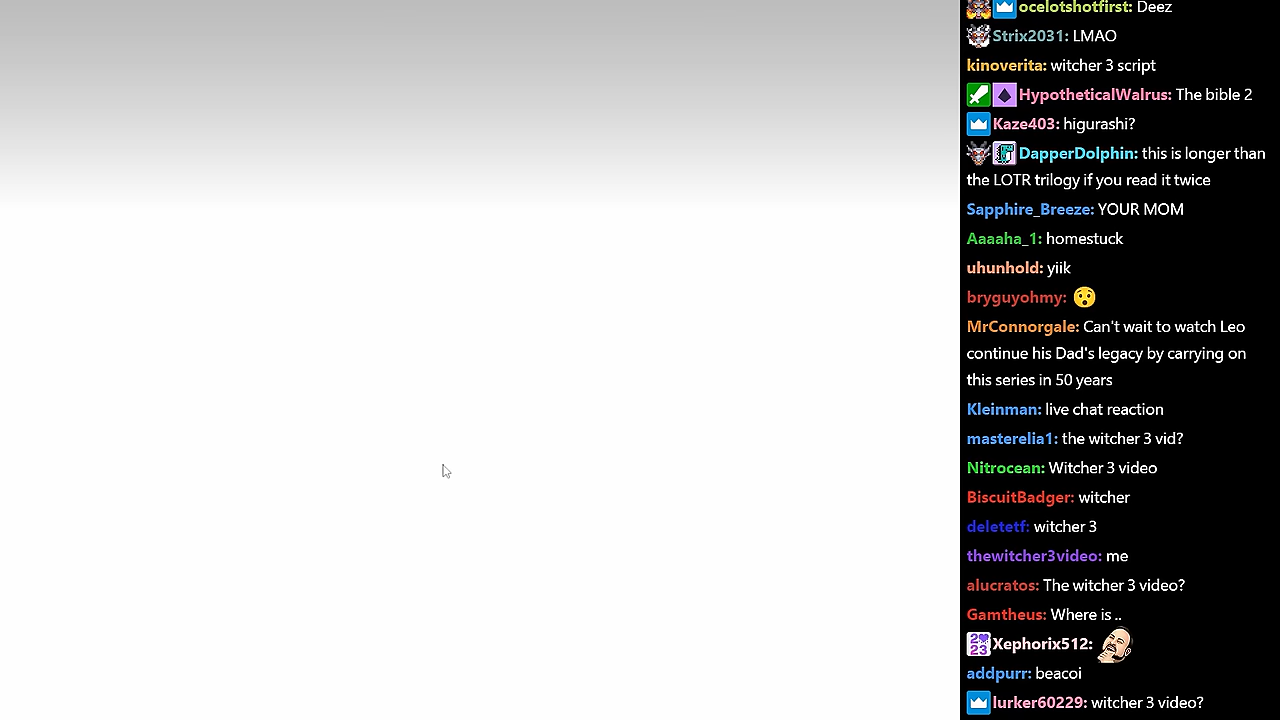 ocelotshotfirst: Deez
Strix2031: LMAO
kinoverita: witcher 3 script
HypotheticalWalrus: The bible 2
Kaze403: higurashi?
DapperDolphin: this is longer than
the LOTR trilogy if you read it twice
Sapphire_Breeze: YOUR MOM
Aaaaha_1: homestuck
uhunhold: yiik
bryguyohmy:
MrConnorgale: Can't wait to watch Leo
continue his Dad's legacy by carrying on
this series in 50 years
Kleinman: live chat reaction
masterelia1: the witcher 3 vid?
Nitrocean: Witcher 3 video
BiscuitBadger: witcher
deletetf: witcher 3
thewitcher3video: me
alucratos: The witcher 3 video?
Gamtheus: Where is ..
2023 Xephorix512:
addpurr: beacoi
lurker60229: witcher 3 video?